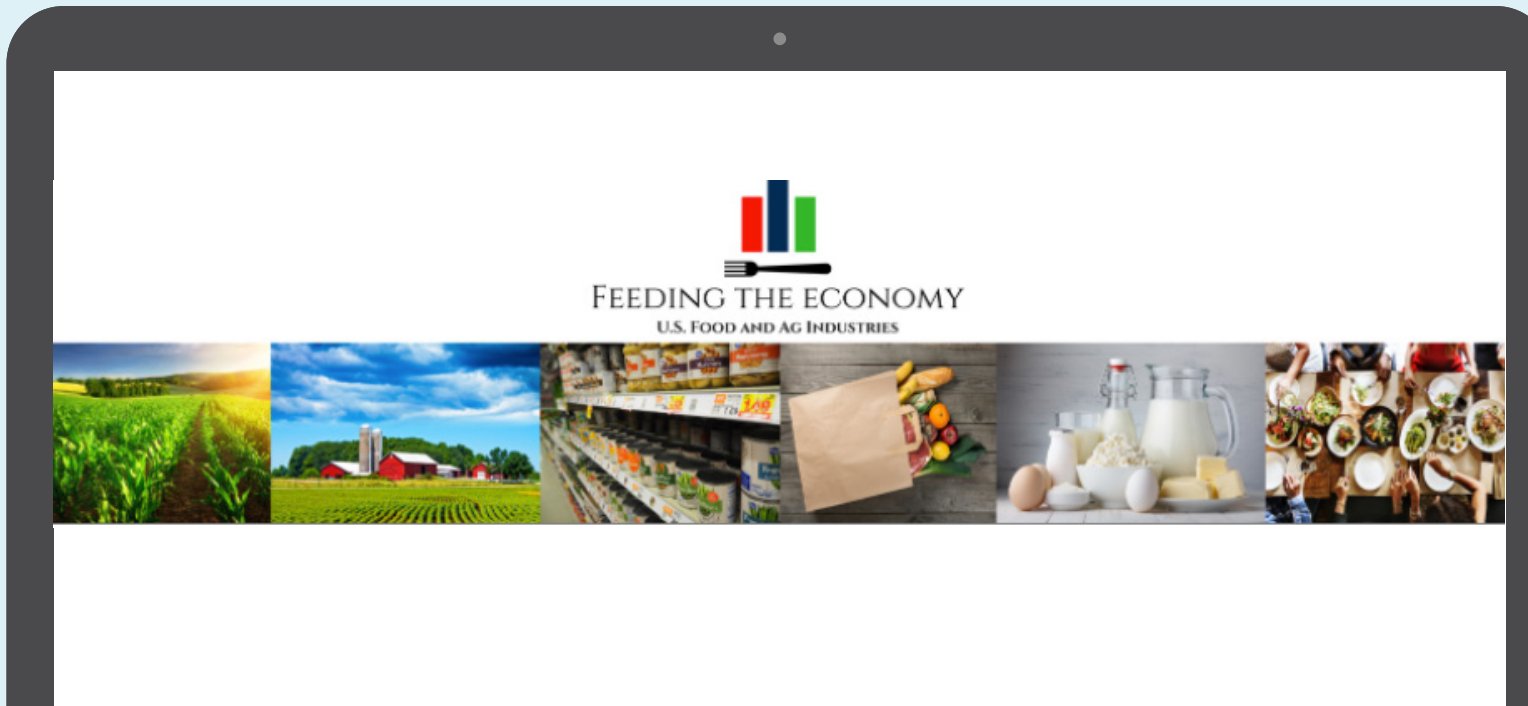 FEEDING THE ECONOMY
U.S. FOOD AND AG INDUSTRIES